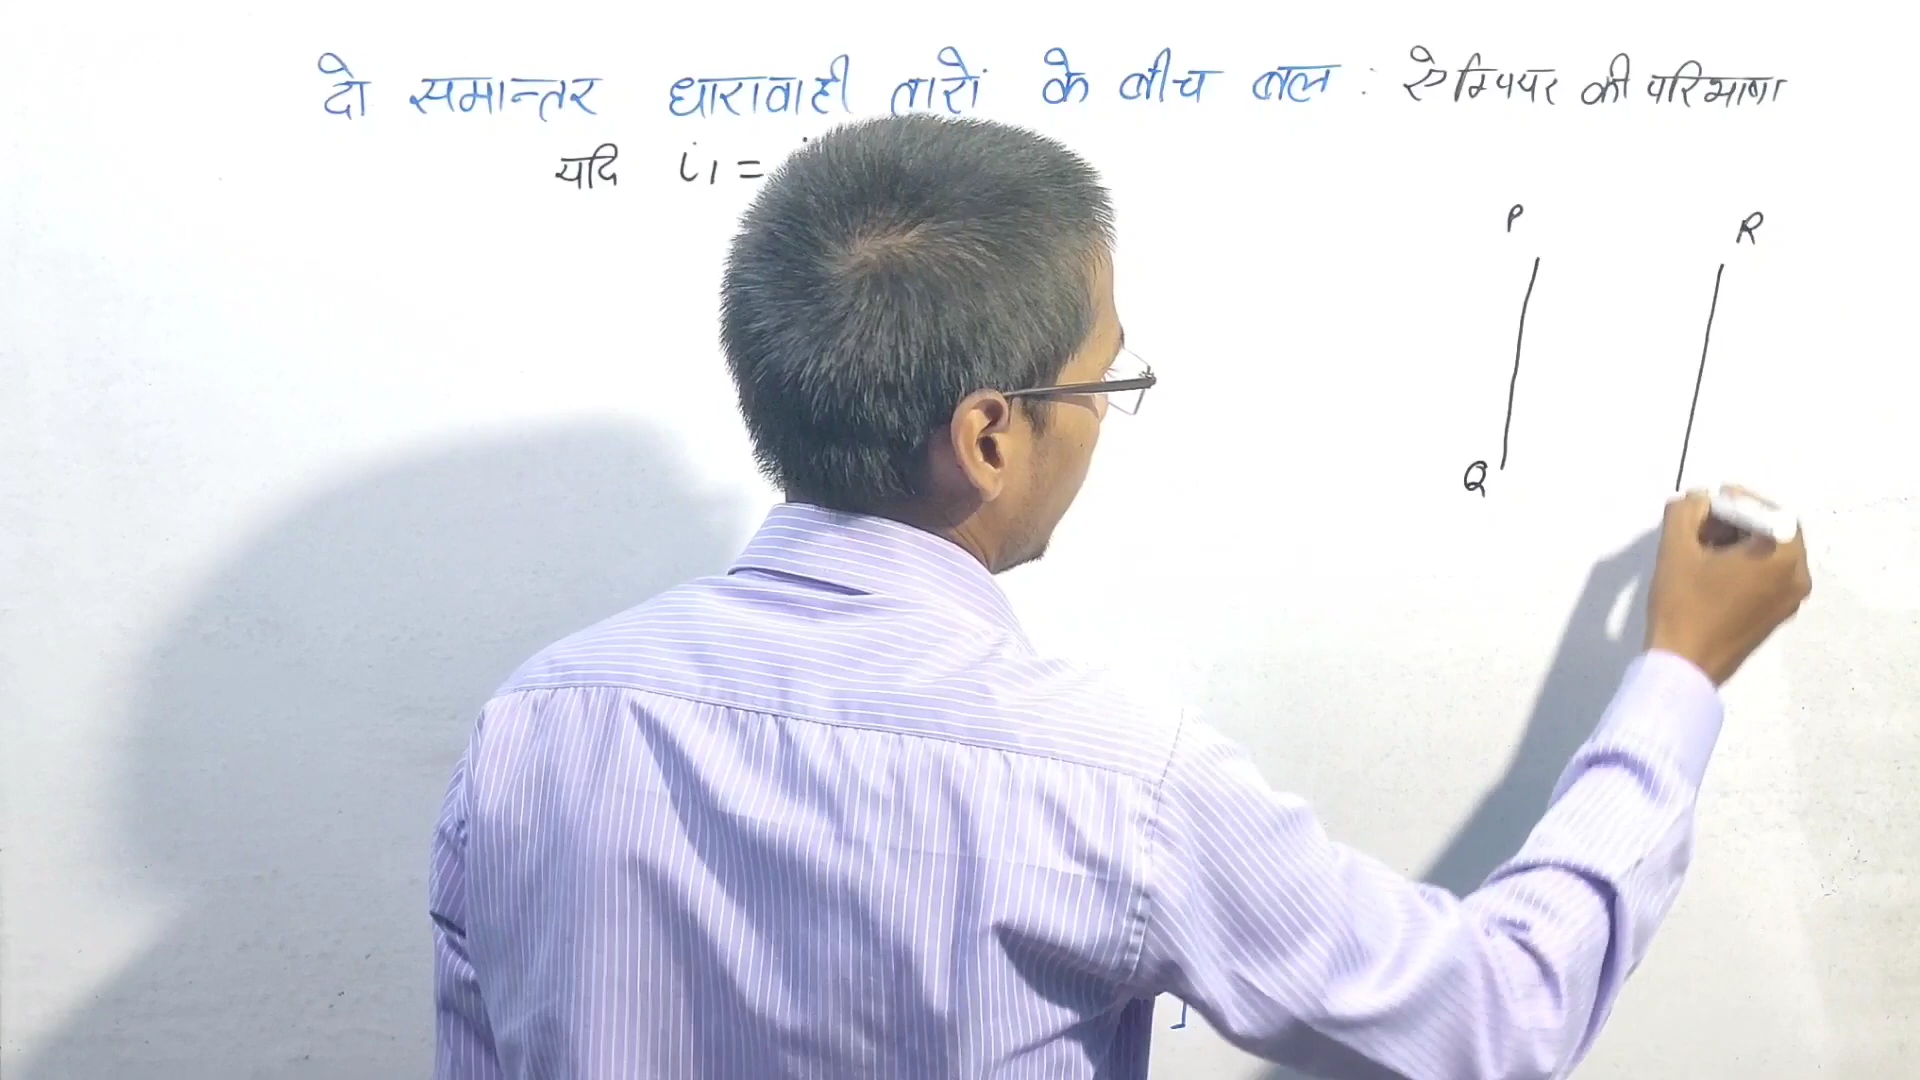 दो समान्तर धारावाही तारों के बीच बल : ऐम्पियर की परिभाषा
यदि i1 =
P
R
Q